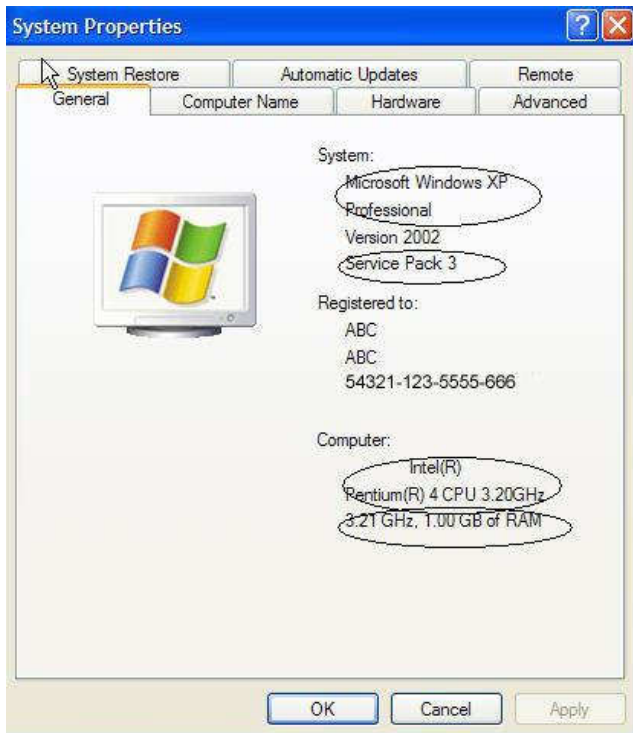 System Properties
System Restore Automatic Updates Remote
General Computer Name Hardware Advanced
System:
Microsoft Windows XP
Professional
Version 2002
Service Pack 3
Registered to:
ABC
ABC
54321-123-5555-666
Computer:
Intel(R)
Pentium(R) 4 CPU 3.20GHz
3.21 GHz, 1.00 GB of RAM
OK Cancel Apply